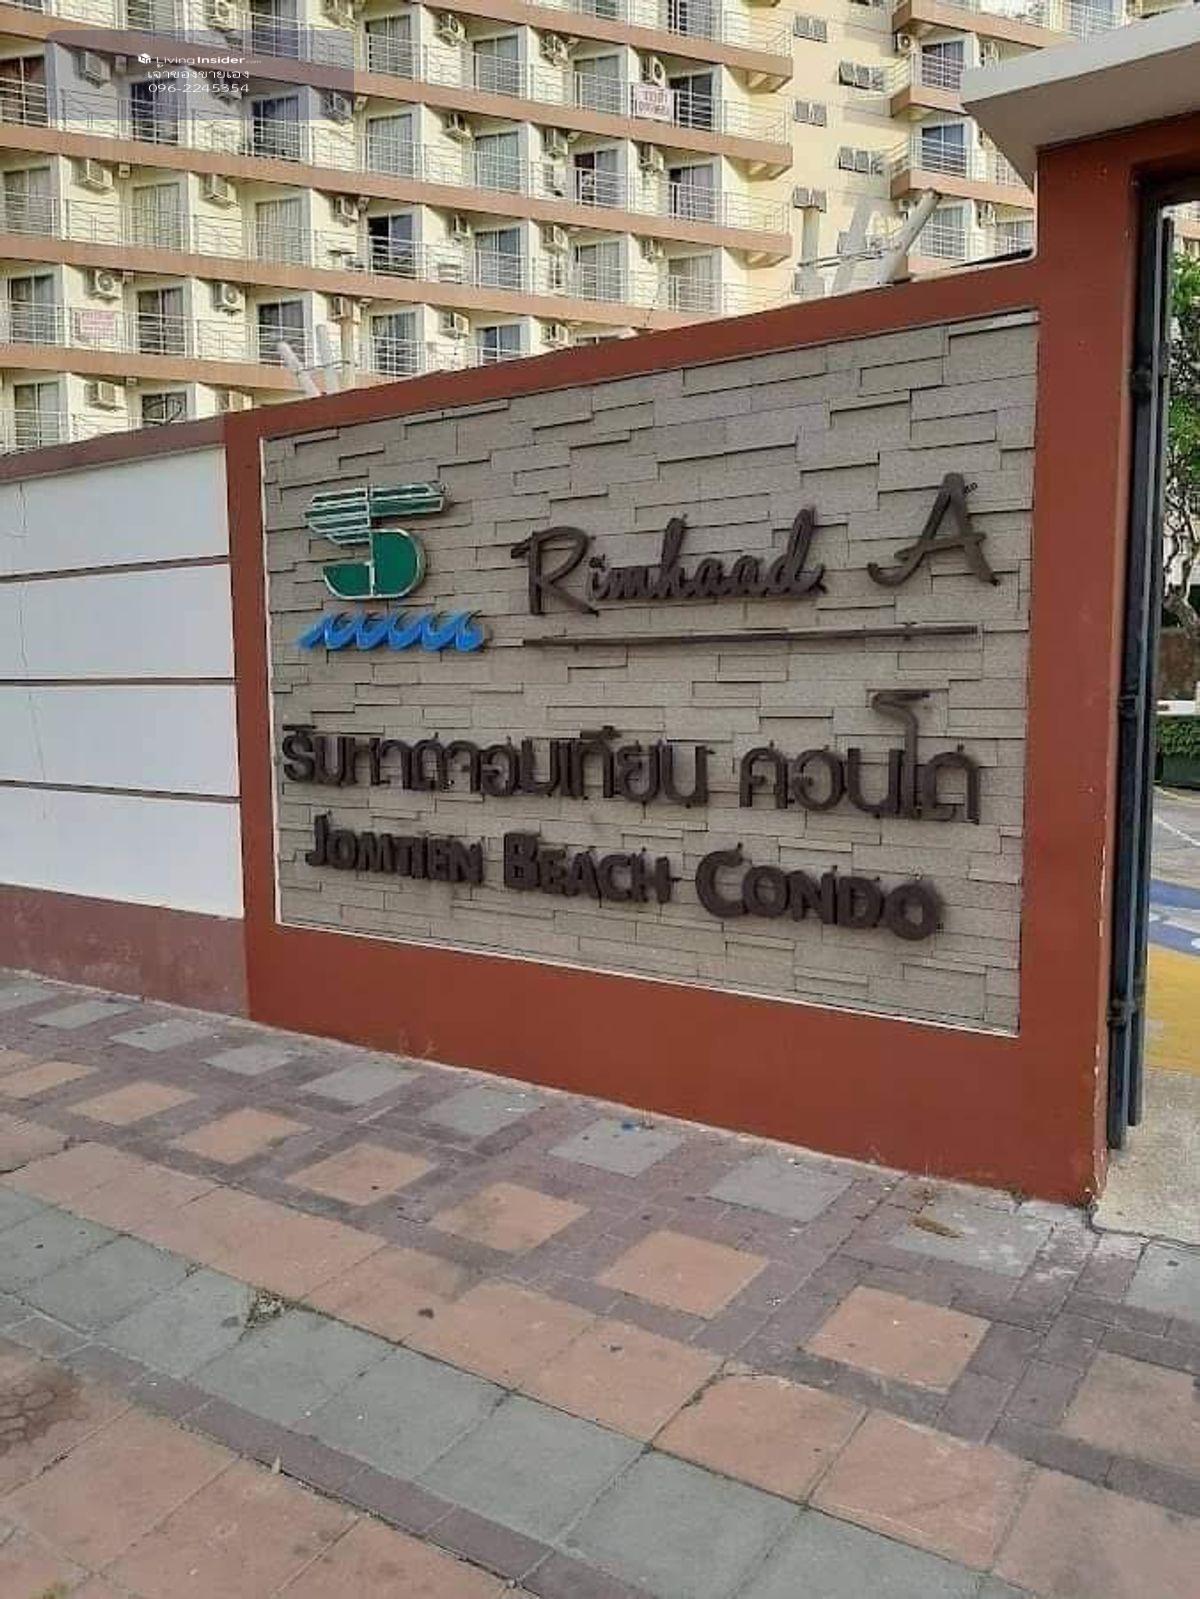 LivingInsider
เจ้าของขายเอง
096-2245354
Rimhaad A
ริมหาดจอมเทียน คอนโด
JOMTIEN BEACH CONDO